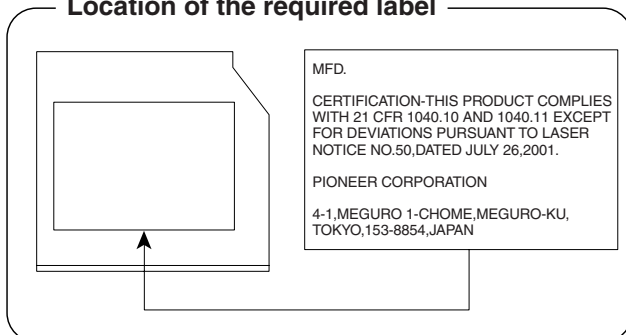 Location of the required label
MFD.
CERTIFICATION-THIS PRODUCT COMPLIES
WITH 21 CFR 1040.10 AND 1040.11 EXCEPT
FOR DEVIATIONS PURSUANT TO LASER
NOTICE NO.50,DATED JULY 26,2001.
PIONEER CORPORATION
4-1,MEGURO 1-CHOME,MEGURO-KU,
TOKYO,153-8854,JAPAN